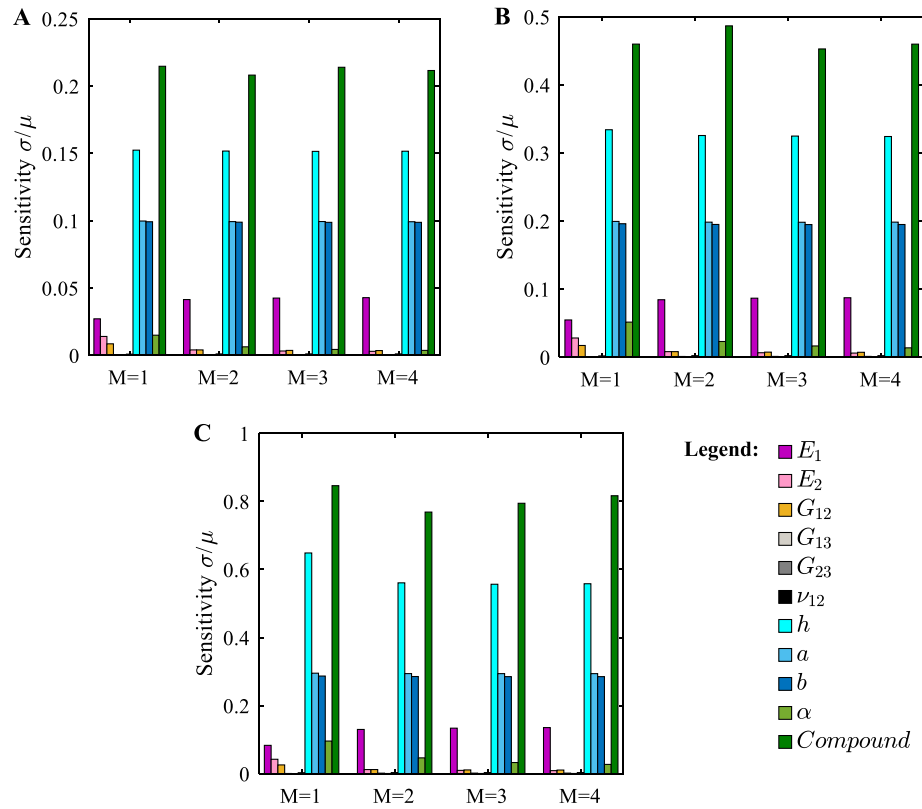 A
0.25
0.2
0.15
0.1
0.05
0
Sensitivity σ/μ
M=1 M=2 M=3 M=4
B
0.5
0.4
0.3
0.2
0.1
0
Sensitivity σ/μ
M=1 M=2 M=3 M=4
C
1
0.8
0.6
0.4
0.2
0
Sensitivity σ/μ
M=1 M=2 M=3 M=4
Legend:
E₁
E₂
G₁₂
G₁₃
G₂₃
ν₁₂
h
a
b
α
Compound